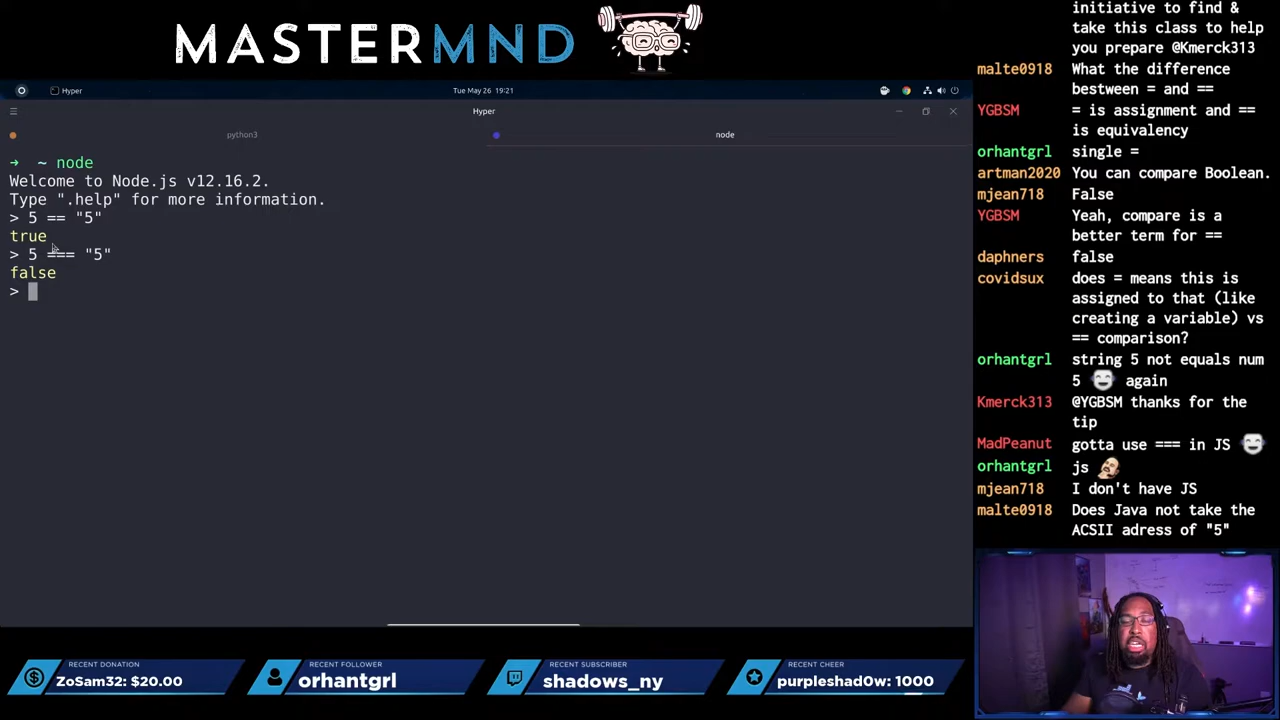 MASTERMND
Hyper
Tue May 26 19:21
Hyper
python3
node
→ ~ node
Welcome to Node.js v12.16.2.
Type ".help" for more information.
> 5 == "5"
true
> 5 === "5"
false
>
initiative to find &
take this class to help
you prepare @Kmerck313
malte0918 What the difference
bestween = and ==
YGBSM = is assignment and ==
is equivalency
orhantgrl single =
artman2020 You can compare Boolean.
mjean718 False
YGBSM Yeah, compare is a
better term for ==
daphners false
covidsux does = means this is
assigned to that (like
creating a variable) vs
== comparison?
orhantgrl string 5 not equals num
5 again
Kmerck313 @YGBSM thanks for the
tip
MadPeanut gotta use === in JS
orhantgrl js
mjean718 I don't have JS
malte0918 Does Java not take the
ACSII adress of "5"
RECENT DONATION
ZoSam32: $20.00
RECENT FOLLOWER
orhantgrl
RECENT SUBSCRIBER
shadows_ny
RECENT CHEER
purpleshad0w: 1000